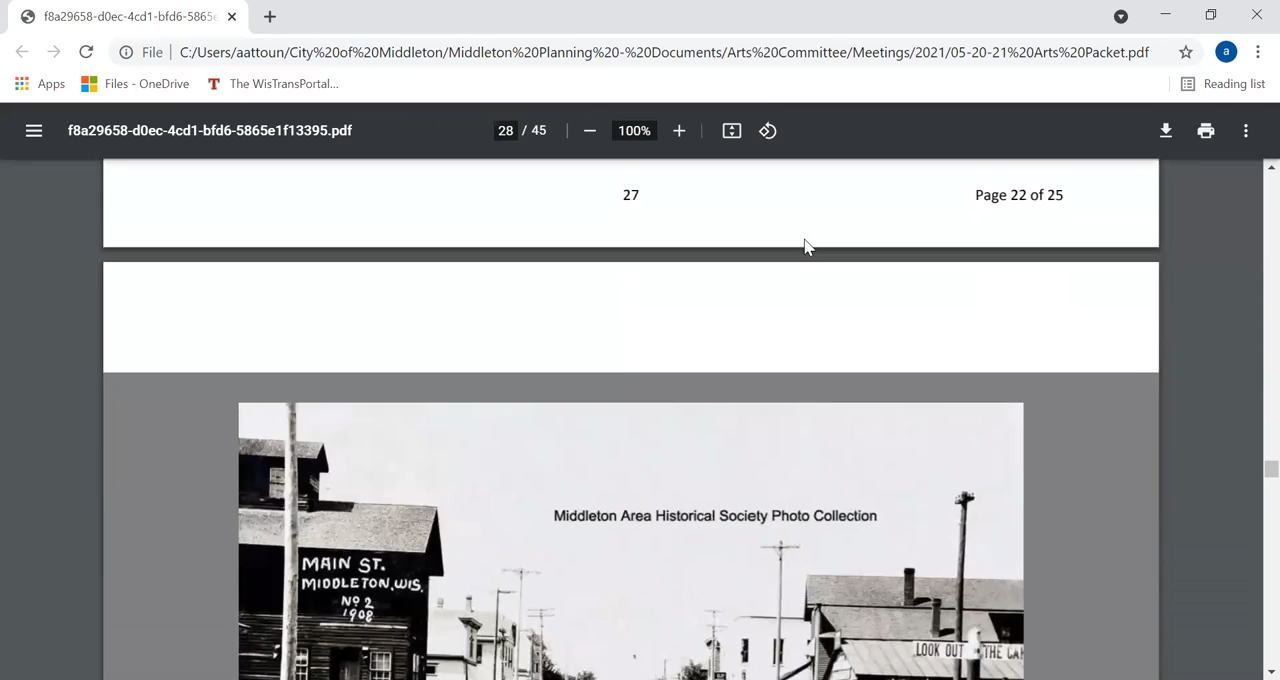 f8a29658-d0ec-4cd1-bfd6-5865e
File
C:/Users/aattoun/City%20of%20Middleton/Middleton%20Planning%20-%20Documents/Arts%20Committee/Meetings/2021/05-20-21%20Arts%20Packet.pdf
a
Apps
Files - OneDrive
The WisTransPortal...
Reading list
f8a29658-d0ec-4cd1-bfd6-5865e1f13395.pdf
28 / 45
100%
27
Page 22 of 25
Middleton Area Historical Society Photo Collection
MAIN ST.
MIDDLETON, WIS.
Nº 2
1908
LOOK OUT THE CA